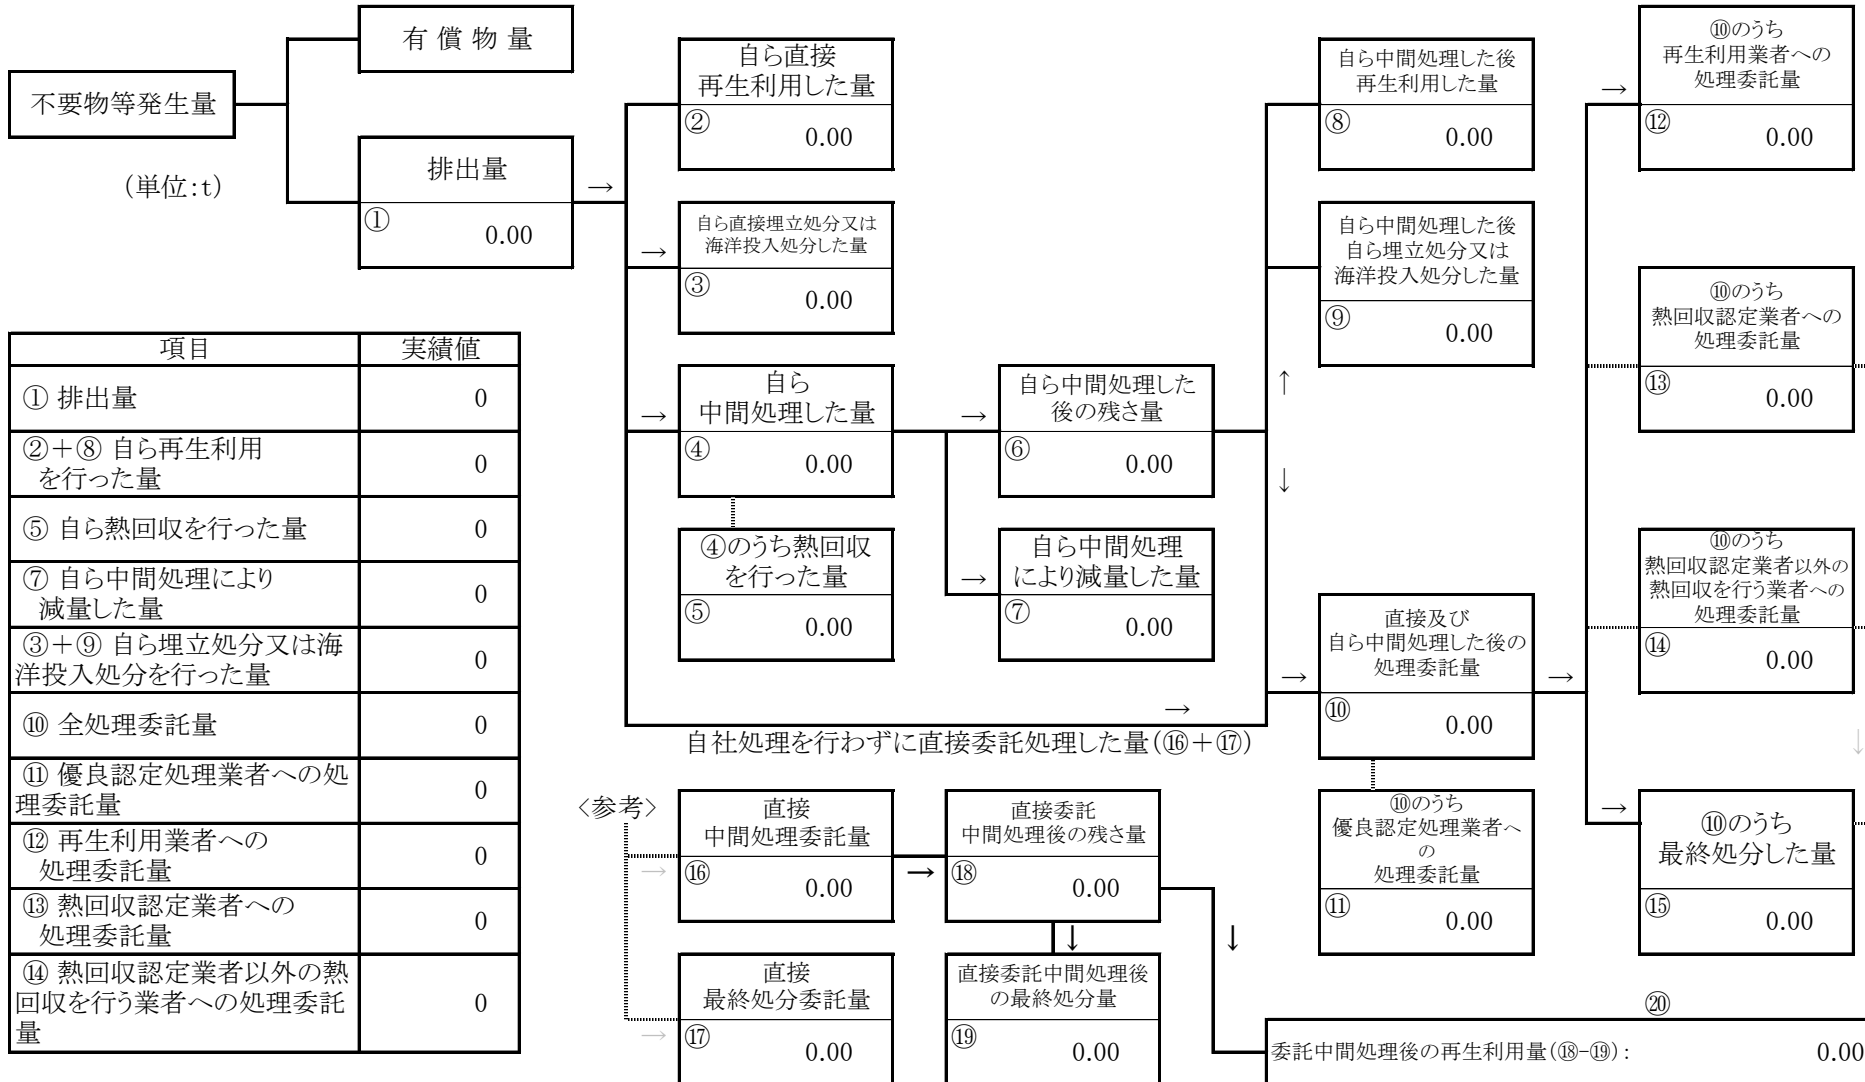 有 償 物 量
不要物等発生量
(単位:t)
排出量
①
0.00
→
自ら直接
再生利用した量
②
0.00
→
自ら直接埋立処分又は
海洋投入処分した量
③
0.00
→
自ら
中間処理した量
④
0.00
④のうち熱回収
を行った量
⑤
0.00
→
自ら中間処理した
後の残さ量
⑥
0.00
→
自ら中間処理
により減量した量
⑦
0.00
↑
↓
自ら中間処理した後
再生利用した量
⑧
0.00
自ら中間処理した後
自ら埋立処分又は
海洋投入処分した量
⑨
0.00
→
自社処理を行わずに直接委託処理した量(⑯+⑰)
→
直接及び
自ら中間処理した後の
処理委託量
⑩
0.00
⑩のうち
優良認定処理業者へ
の
処理委託量
⑪
0.00
→
→
⑩のうち
再生利用業者への
処理委託量
⑫
0.00
⑩のうち
熱回収認定業者への
処理委託量
⑬
0.00
⑩のうち
熱回収認定業者以外の
熱回収を行う業者への
処理委託量
⑭
0.00
↓
→
⑩のうち
最終処分した量
⑮
0.00
項目 実績値
① 排出量 0
②+⑧ 自ら再生利用
を行った量 0
⑤ 自ら熱回収を行った量 0
⑦ 自ら中間処理により
減量した量 0
③+⑨ 自ら埋立処分又は海
洋投入処分を行った量 0
⑩ 全処理委託量 0
⑪ 優良認定処理業者への処
理委託量 0
⑫ 再生利用業者への
処理委託量 0
⑬ 熱回収認定業者への
処理委託量 0
⑭ 熱回収認定業者以外の熱
回収を行う業者への処理委託
量 0
〈参考〉
→
直接
中間処理委託量
⑯
0.00
→
直接委託
中間処理後の残さ量
⑱
0.00
↓
↓
→
直接
最終処分委託量
⑰
0.00
直接委託中間処理後
の最終処分量
⑲
0.00
⑳
委託中間処理後の再生利用量(⑱-⑲): 0.00